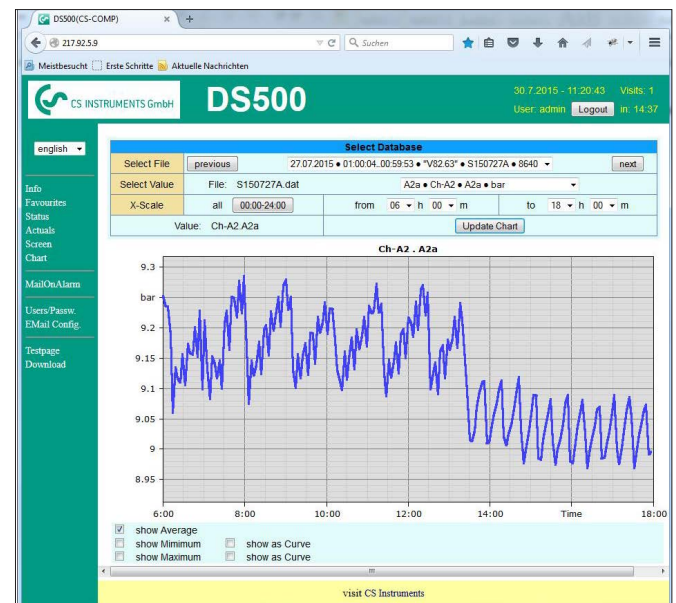 DS500(CS-COMP) × +
217.92.5.9 Suchen
Meistbesucht Erste Schritte Aktuelle Nachrichten
CS INSTRUMENTS GmbH
DS500
30.7.2015 - 11:20:43 Visits: 1
User: admin Logout in: 14:37
english
Info
Favourites
Status
Actuals
Screen
Chart
MailOnAlarm
Users/Passw.
EMail Config.
Testpage
Download
Select Database
Select File previous 27.07.2015 ● 01:00:04..00:59:53 ● "V82.63" ● S150727A ● 8640 next
Select Value File: S150727A.dat A2a ● Ch-A2 ● A2a ● bar
X-Scale all 00:00-24:00 from 06 h 00 m to 18 h 00 m
Value: Ch-A2.A2a Update Chart
Ch-A2 . A2a
9.3
bar
9.2
9.15
9.1
9.05
9
8.95
6:00 8:00 10:00 12:00 14:00 Time 18:00
show Average
show Mimimum show as Curve
show Maximum show as Curve
visit CS Instruments